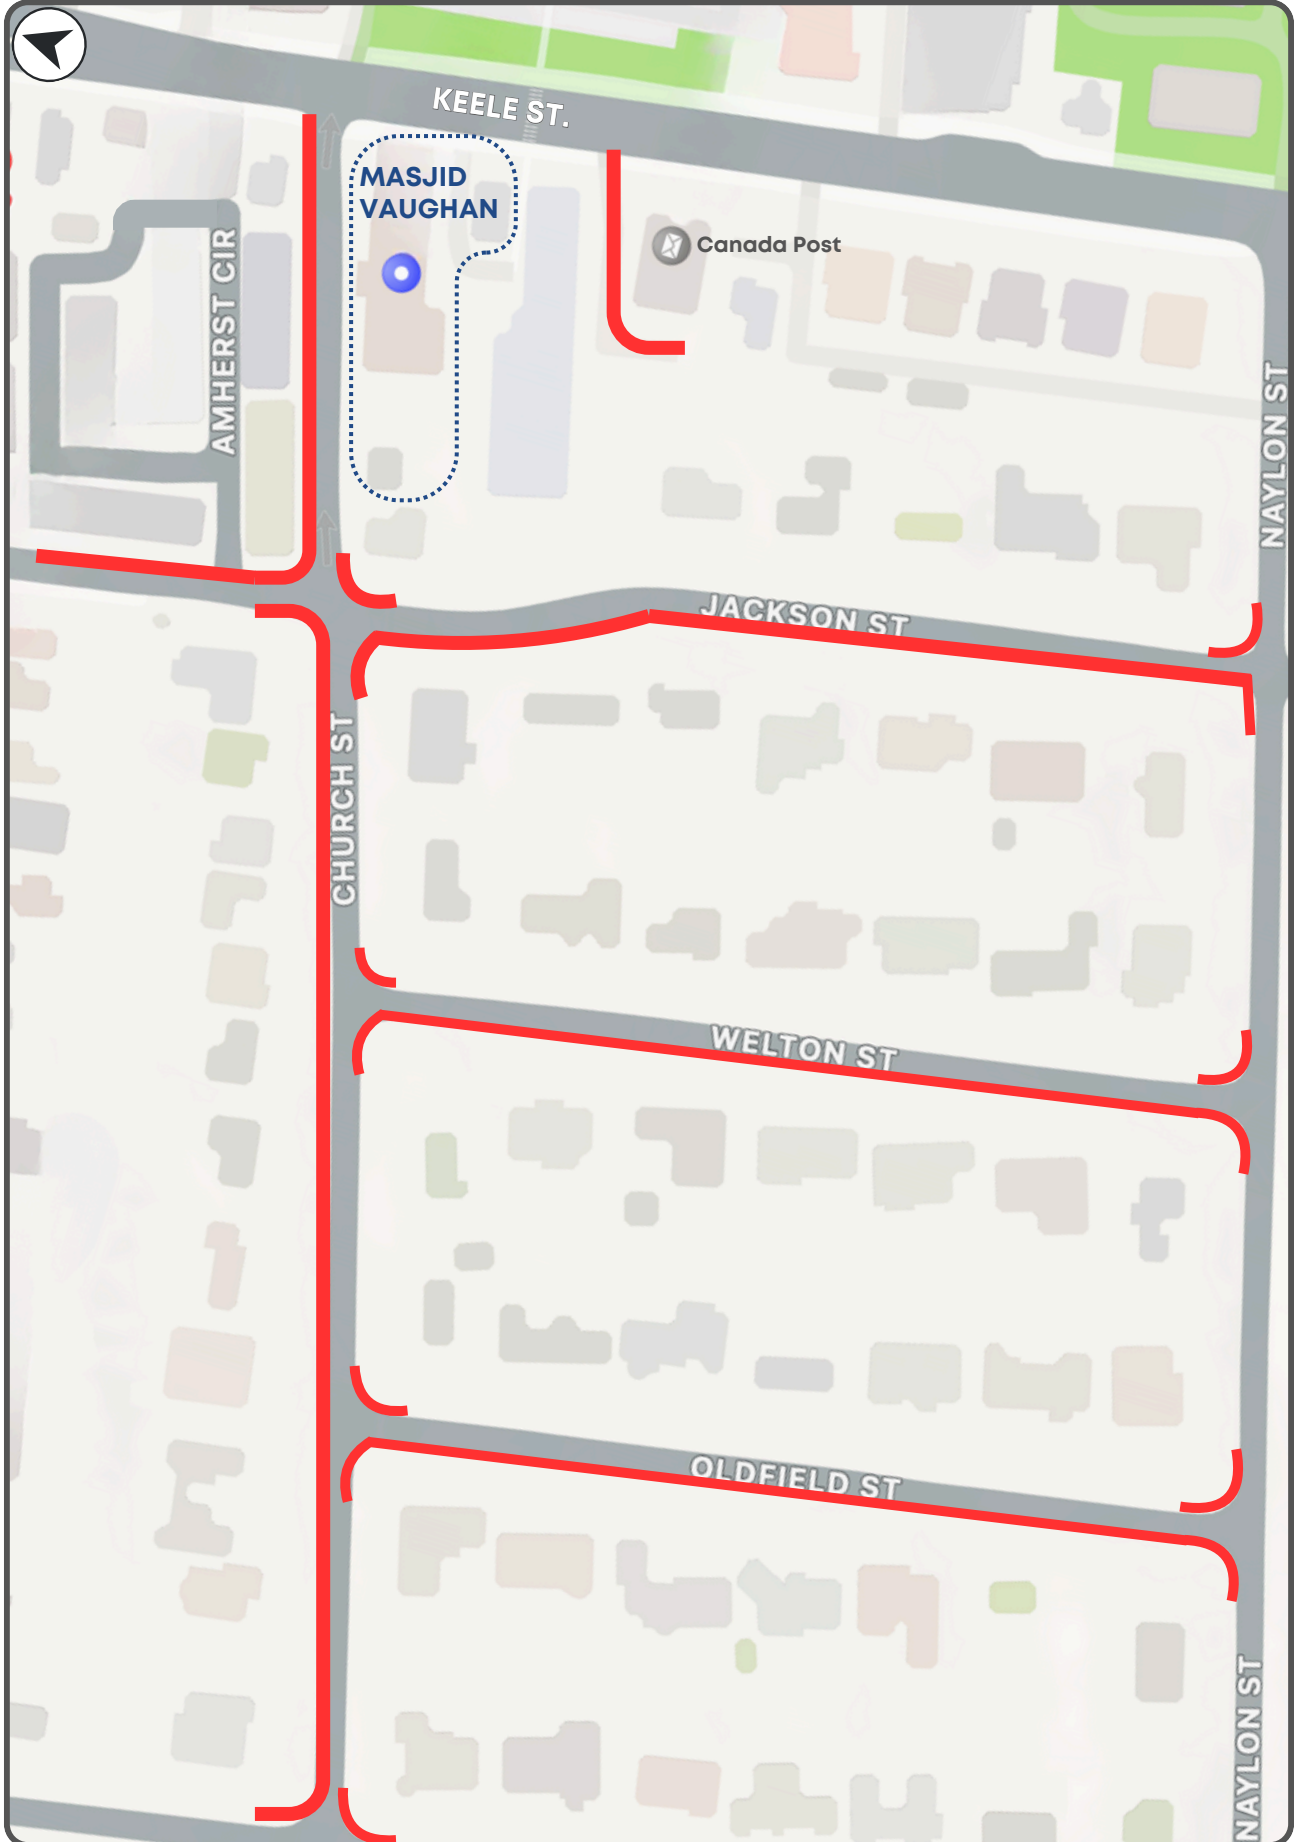 KEELE ST.
MASJID
VAUGHAN
Canada Post
AMHERST CIR
NAYLON ST
JACKSON ST
CHURCH ST
WELTON ST
OLDFIELD ST
NAYLON ST